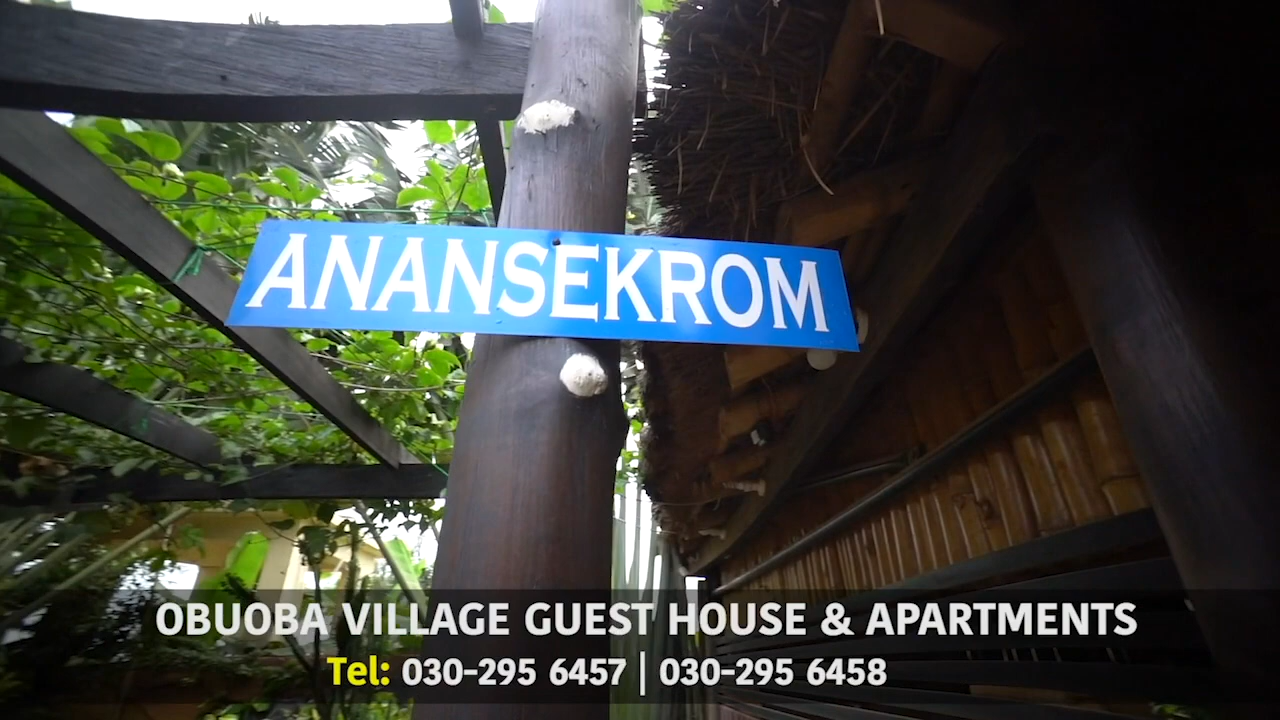 ANANSEKROM
OBUOBA VILLAGE GUEST HOUSE & APARTMENTS
Tel: 030-295 6457 | 030-295 6458